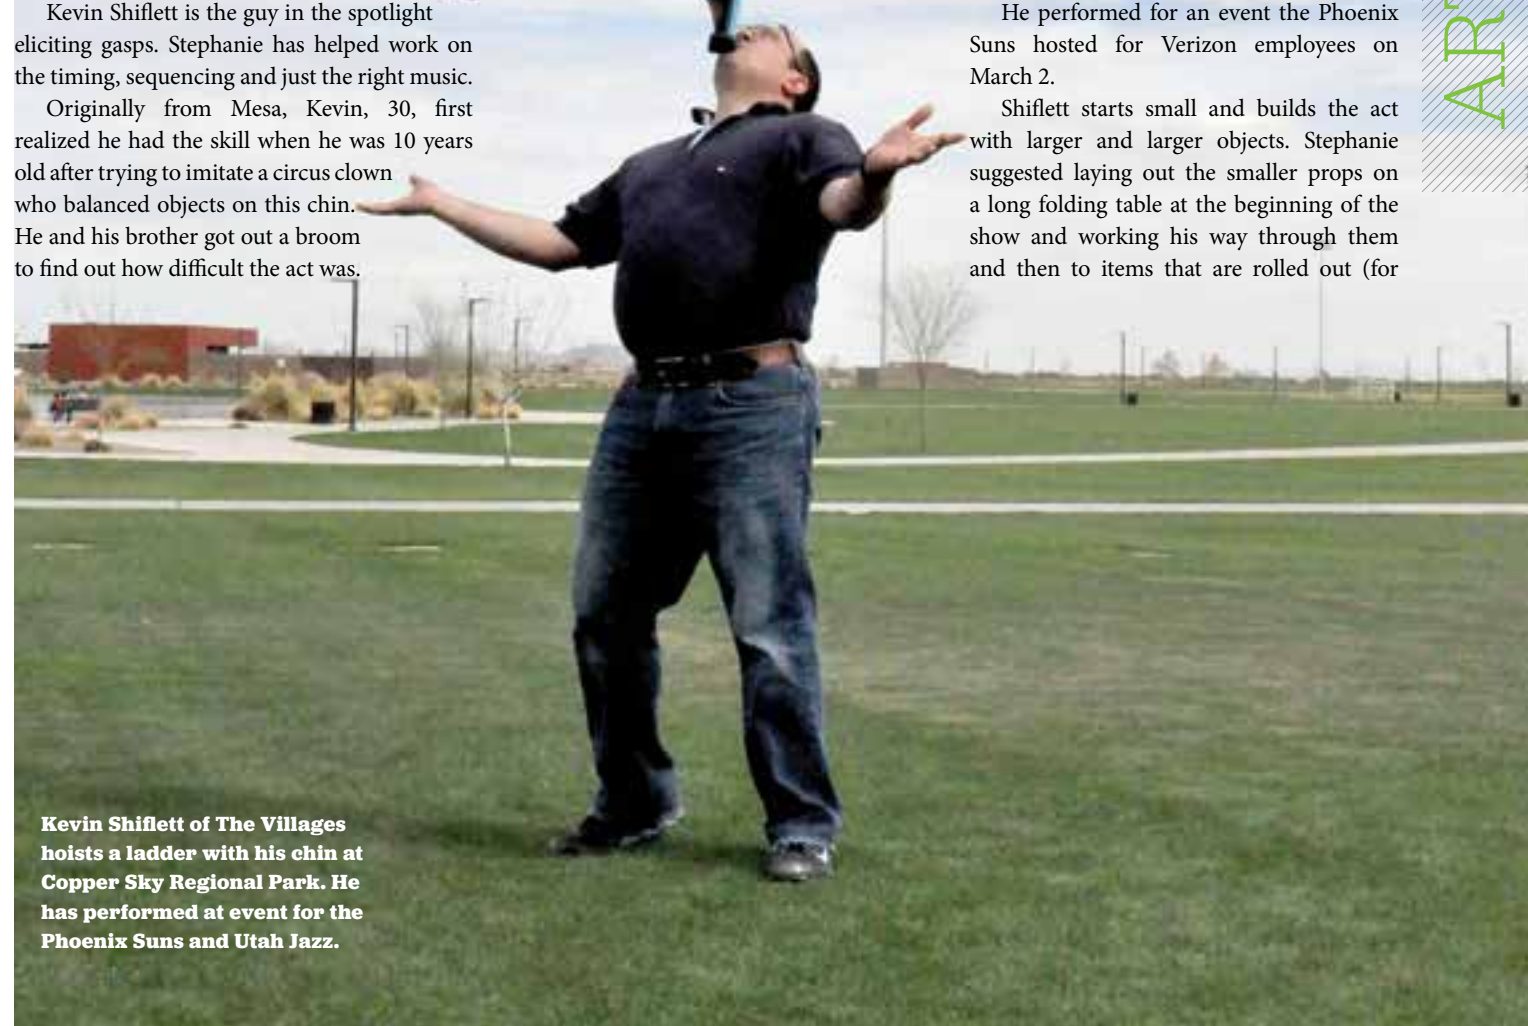 Kevin Shiflett is the guy in the spotlight
eliciting gasps. Stephanie has helped work on
the timing, sequencing and just the right music.
Originally from Mesa, Kevin, 30, first
realized he had the skill when he was 10 years
old after trying to imitate a circus clown
who balanced objects on this chin.
He and his brother got out a broom
to find out how difficult the act was.
He performed for an event the Phoenix
Suns hosted for Verizon employees on
March 2.
Shiflett starts small and builds the act
with larger and larger objects. Stephanie
suggested laying out the smaller props on
a long folding table at the beginning of the
show and working his way through them
and then to items that are rolled out (for
Kevin Shiflett of The Villages
hoists a ladder with his chin at
Copper Sky Regional Park. He
has performed at event for the
Phoenix Suns and Utah Jazz.